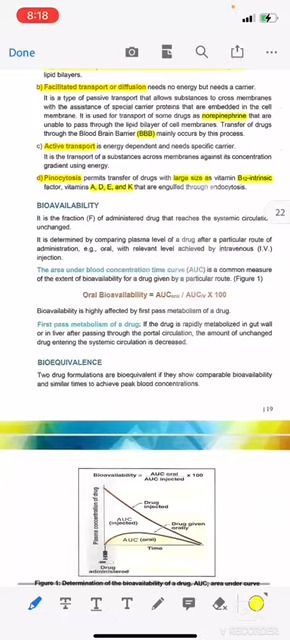 8:18
Done
lipid bilayers.
b) Facilitated transport or diffusion needs no energy but needs a carrier.
It is a type of passive transport that allows substances to cross membranes
with the assistance of special carrier proteins that are embedded in the cell
membrane. It is used for transport of some drugs as norepinephrine that are
unable to pass through the lipid bilayer of cell membranes. Transfer of drugs
through the Blood Brain Barrier (BBB) mainly occurs by this process.
c) Active transport is energy dependent and needs specific carrier.
It is the transport of a substance across membranes against its concentration
gradient using energy.
d) Pinocytosis permits transfer of drugs with large size as vitamin B12-intrinsic
factor, vitamins A, D, E, and K that are engulfed through endocytosis.
BIOAVAILABILITY
22
It is the fraction (F) of administered drug that reaches the systemic circulatio
unchanged.
It is determined by comparing plasma level of a drug after a particular route of
administration, e.g., oral, with relevant level achieved by intravenous (I.V.)
injection.
The area under blood concentration time curve (AUC) is a common measure
of the extent of bioavailability for a drug given by a particular route. (Figure 1)
Oral Bioavailability = AUCoral / AUCIV X 100
Bioavailability is highly affected by first pass metabolism of a drug.
First pass metabolism of a drug: If the drug is rapidly metabolized in gut wall
or in liver after passing through the portal circulation, the amount of unchanged
drug entering the systemic circulation is decreased.
BIOEQUIVALENCE
Two drug formulations are bioequivalent if they show comparable bioavailability
and similar times to achieve peak blood concentrations.
| 19
Bioavailability = AUC oral / AUC injected x 100
Plasma concentration of drug
Drug
injected
AUC
(injected)
Drug given
orally
AUC (oral)
Time
Drug
administered
Figure 1: Determination of the bioavailability of a drug. AUC; area under curve
RECORDER